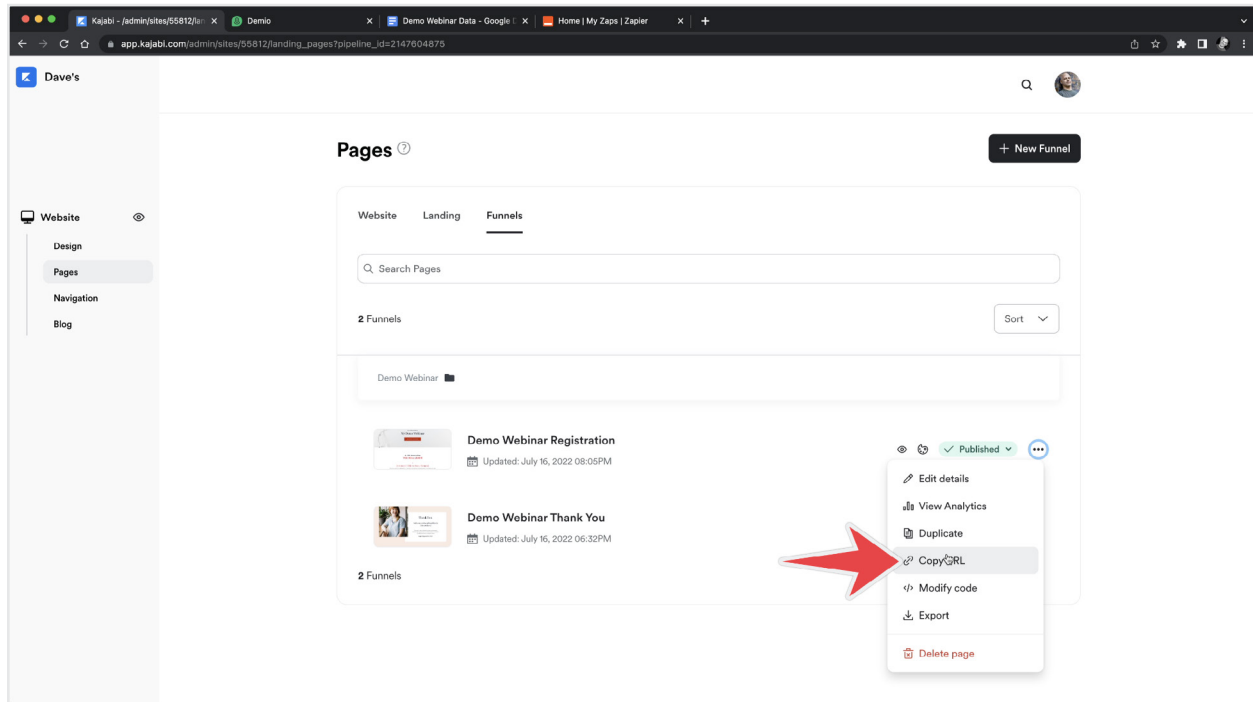 Kajabi - /admin/sites/55812/lan
Demio
Demo Webinar Data - Google
Home | My Zaps | Zapier
app.kajabi.com/admin/sites/55812/landing_pages?pipeline_id=2147604875
Dave's
Pages
+ New Funnel
Website
Design
Pages
Navigation
Blog
Website Landing Funnels
Search Pages
2 Funnels
Sort
Demo Webinar
Demo Webinar Registration
Updated: July 16, 2022 08:05PM
Published
Edit details
View Analytics
Duplicate
Copy URL
Modify code
Export
Delete page
Demo Webinar Thank You
Updated: July 16, 2022 06:32PM
2 Funnels